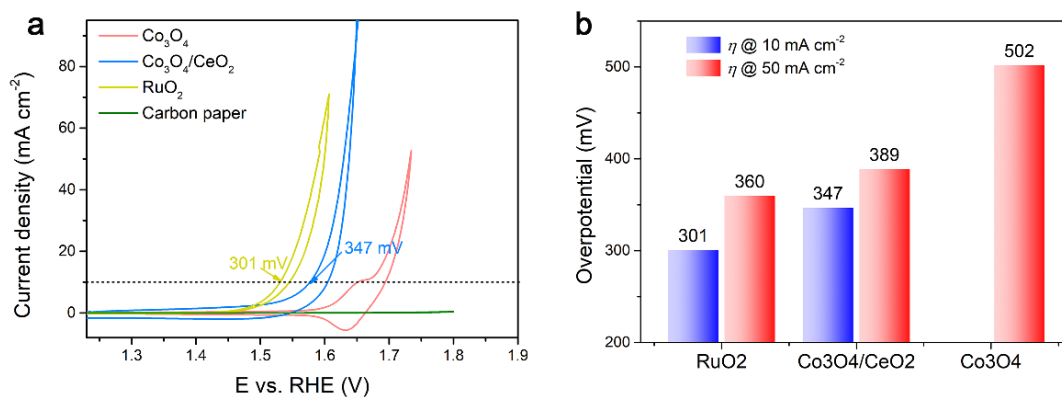 a
Co₃O₄
Co₃O₄/CeO₂
RuO₂
Carbon paper
301 mV
347 mV
Current density (mA cm⁻²)
80
60
40
20
0
1.3 1.4 1.5 1.6 1.7 1.8 1.9
E vs. RHE (V)
b
η @ 10 mA cm⁻²
η @ 50 mA cm⁻²
Overpotential (mV)
500
400
300
200
301
360
347
389
502
RuO2 Co3O4/CeO2 Co3O4